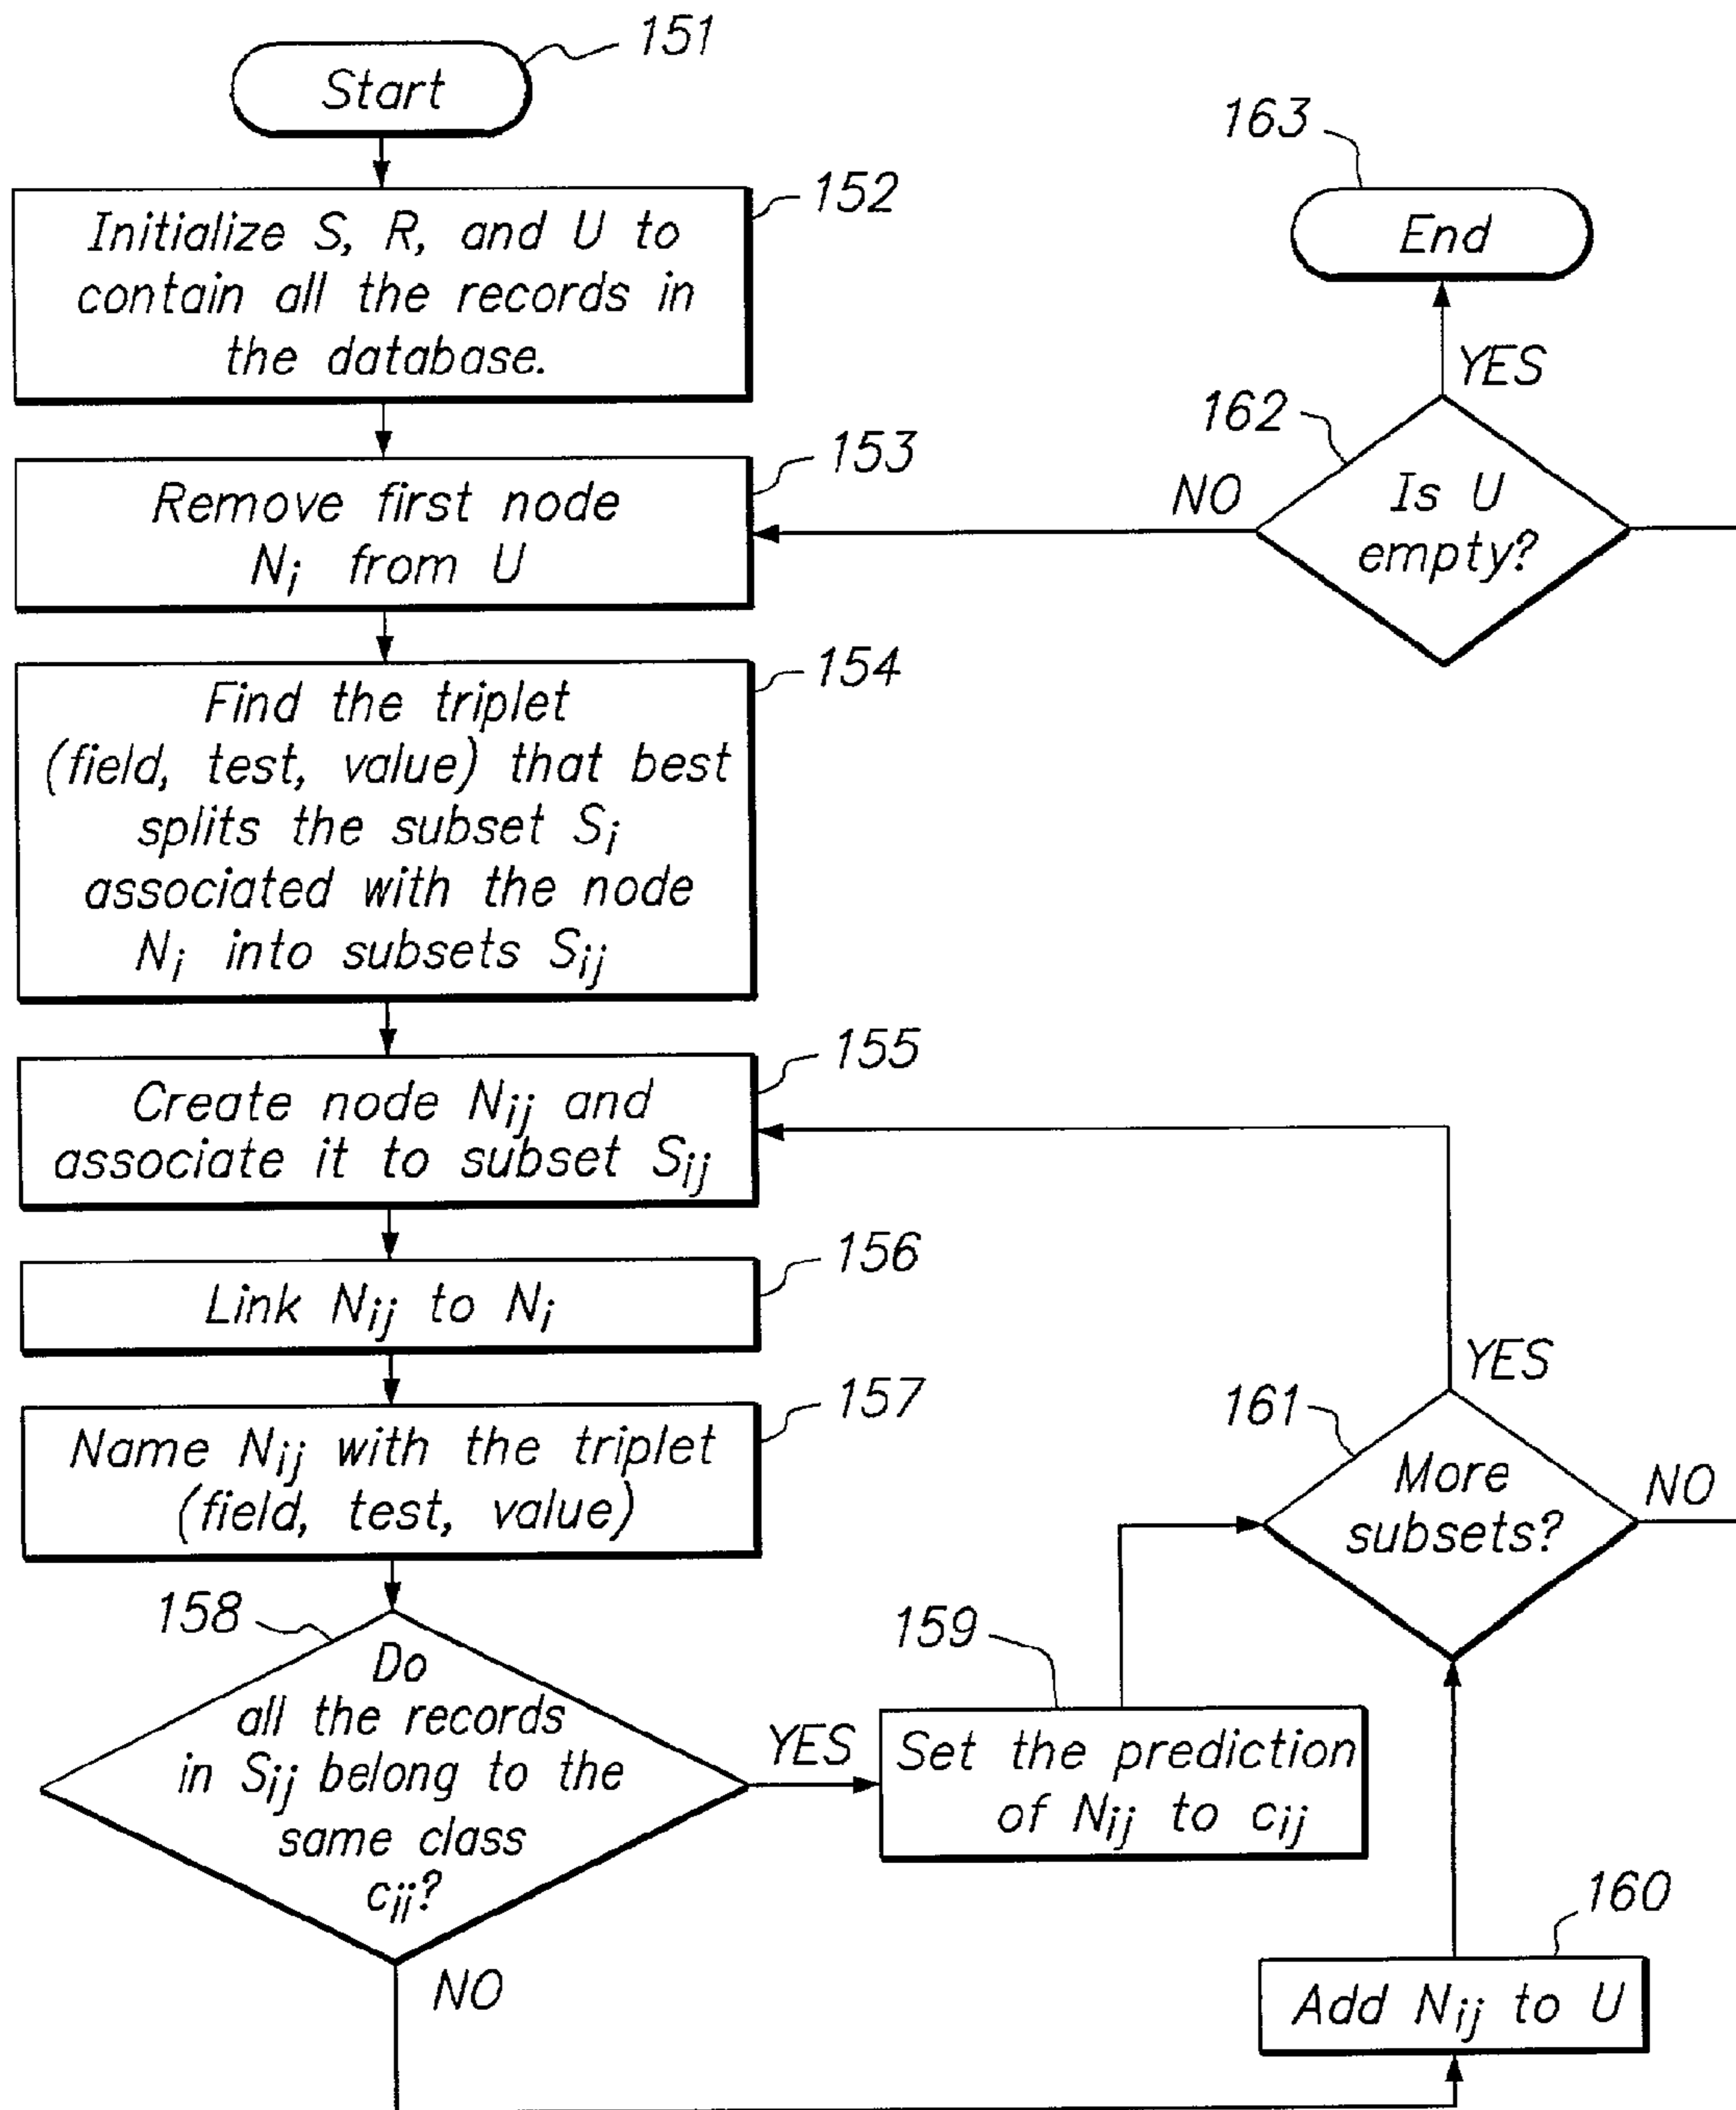 151
Start
152
Initialize S, R, and U to
contain all the records in
the database.
153
Remove first node
Ni from U
154
Find the triplet
(field, test, value) that best
splits the subset Si
associated with the node
Ni into subsets Sij
155
Create node Nij and
associate it to subset Sij
156
Link Nij to Ni
157
Name Nij with the triplet
(field, test, value)
158
Do
all the records
in Sij belong to the
same class
cij?
YES
NO
159
Set the prediction
of Nij to cij
160
Add Nij to U
161
More
subsets?
YES
NO
162
Is U
empty?
NO
YES
163
End